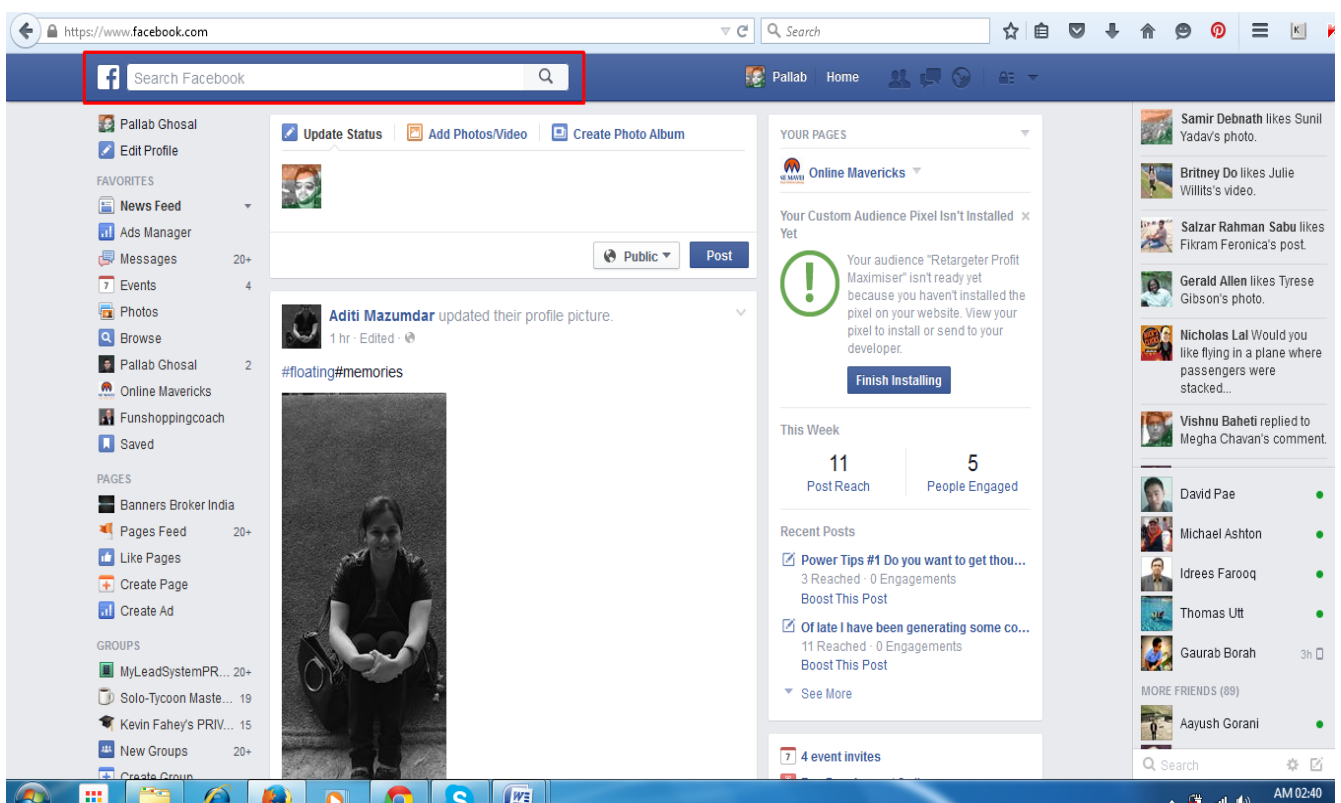 https://www.facebook.com
Search
Search Facebook
Pallab Home
Pallab Ghosal
Edit Profile
FAVORITES
News Feed
Ads Manager
Messages 20+
7 Events 4
Photos
Browse
Pallab Ghosal 2
Online Mavericks
Funshoppingcoach
Saved
PAGES
Banners Broker India
Pages Feed 20+
Like Pages
Create Page
Create Ad
GROUPS
MyLeadSystemPR... 20+
Solo-Tycoon Maste... 19
Kevin Fahey's PRIV... 15
New Groups 20+
Create Group
Update Status Add Photos/Video Create Photo Album
Public Post
Aditi Mazumdar updated their profile picture.
1 hr · Edited ·
#floating#memories
YOUR PAGES
Online Mavericks
Your Custom Audience Pixel Isn't Installed ×
Yet
Your audience "Retargeter Profit
Maximiser" isn't ready yet
because you haven't installed the
pixel on your website. View your
pixel to install or send to your
developer.
Finish Installing
This Week
11 5
Post Reach People Engaged
Recent Posts
Power Tips #1 Do you want to get thou...
3 Reached · 0 Engagements
Boost This Post
Of late I have been generating some co...
11 Reached · 0 Engagements
Boost This Post
See More
7 4 event invites
Samir Debnath likes Sunil
Yadav's photo.
Britney Do likes Julie
Willits's video.
Salzar Rahman Sabu likes
Fikram Feronica's post.
Gerald Allen likes Tyrese
Gibson's photo.
Nicholas Lal Would you
like flying in a plane where
passengers were
stacked...
Vishnu Baheti replied to
Megha Chavan's comment.
David Pae
Michael Ashton
Idrees Farooq
Thomas Utt
Gaurab Borah 3h
MORE FRIENDS (89)
Aayush Gorani
Search
AM 02:40